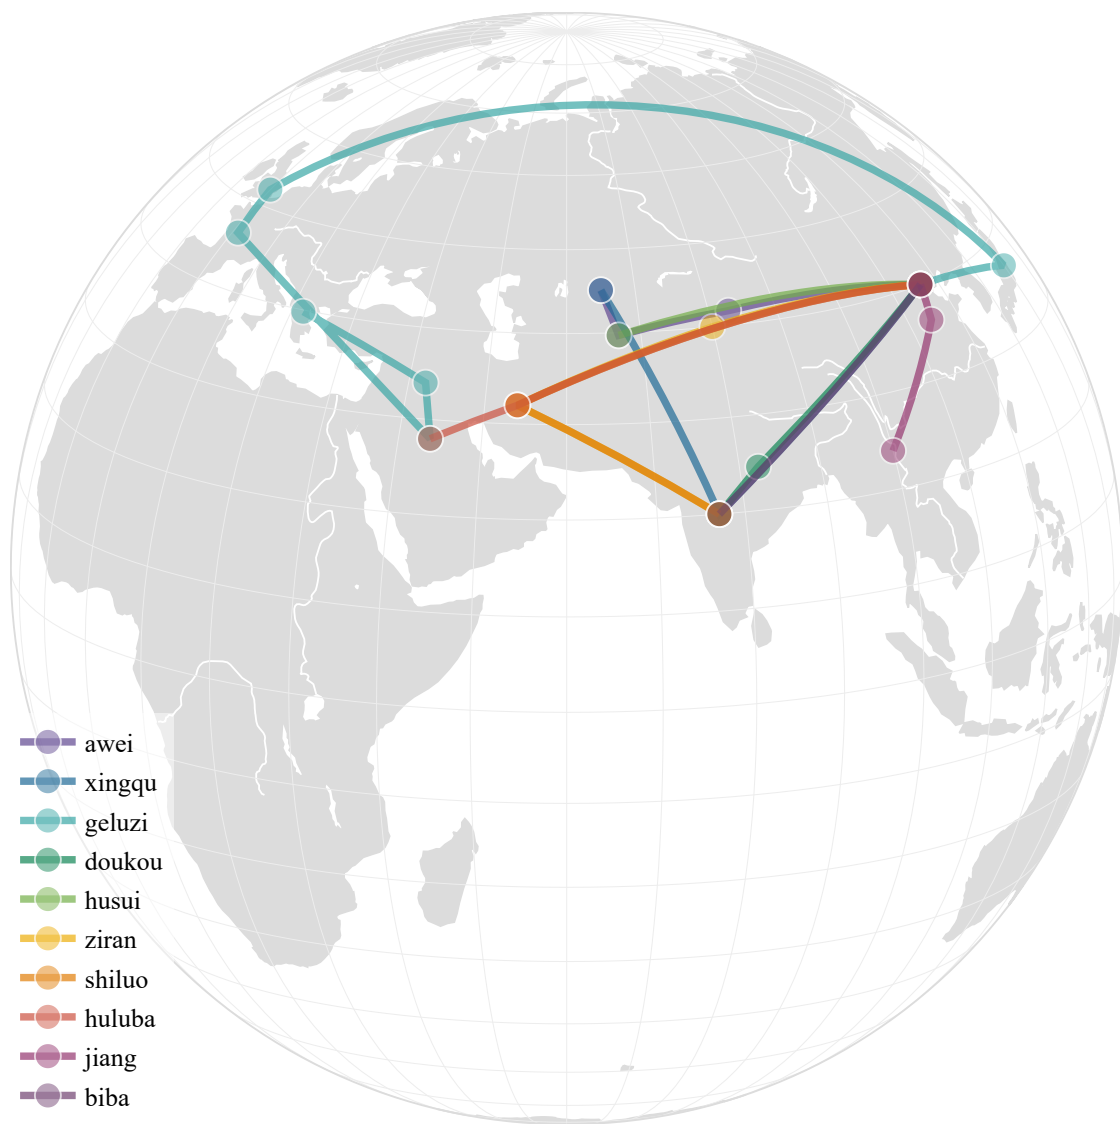 awei
xingqu
geluzi
doukou
husui
ziran
shiluo
huluba
jiang
biba